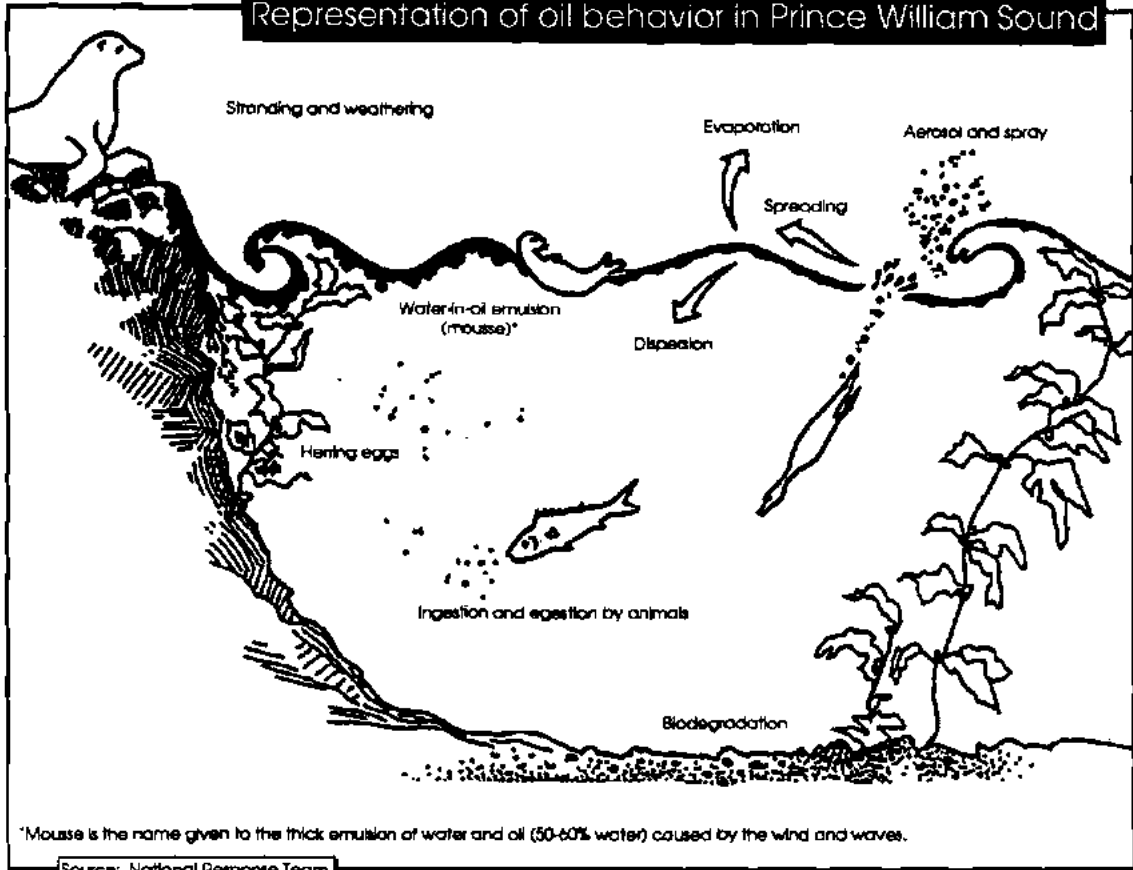 Representation of oil behavior in Prince William Sound
Stranding and weathering
Evaporation
Aerosol and spray
Spreading
Water-in-oil emulsion
(mousse)*
Dispersion
Herring eggs
Ingestion and egestion by animals
Biodegradation
*Mousse is the name given to the thick emulsion of water and oil (50-60% water) caused by the wind and waves.
Source: National Response Team